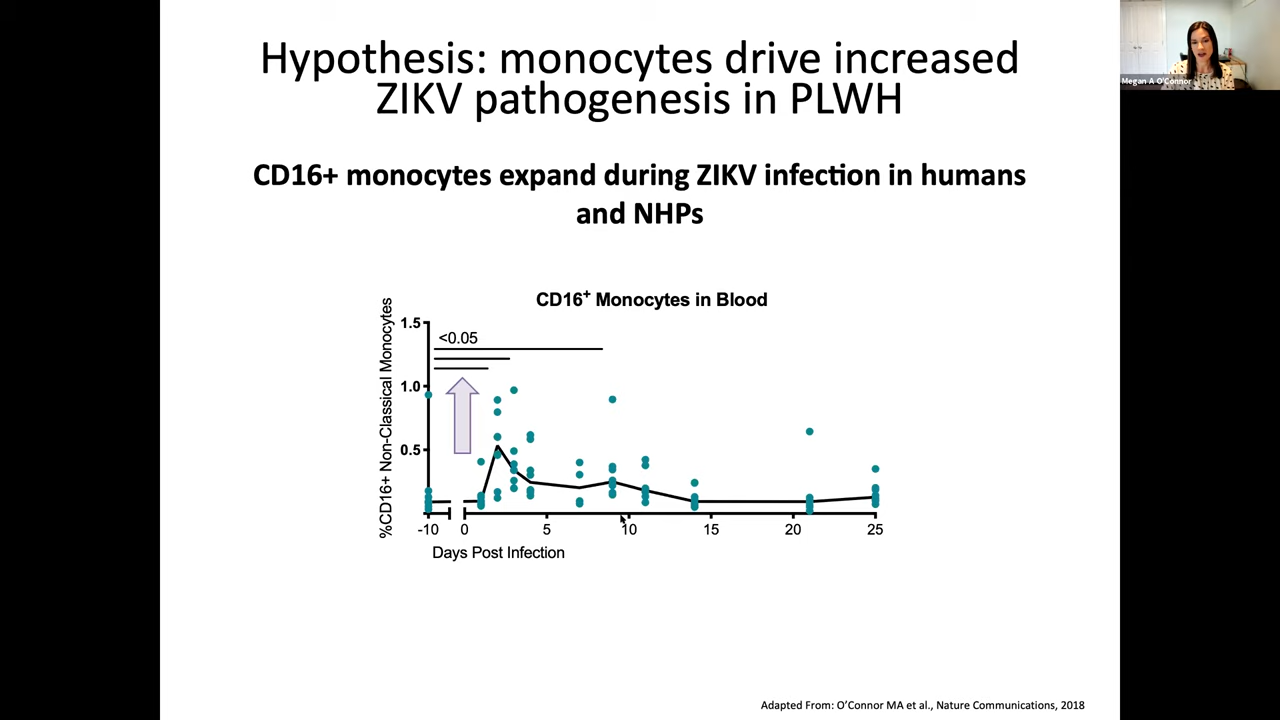 Hypothesis: monocytes drive increased
ZIKV pathogenesis in PLWH
Megan A O'Connor
CD16+ monocytes expand during ZIKV infection in humans
and NHPs
CD16+ Monocytes in Blood
%CD16+ Non-Classical Monocytes
1.5
<0.05
1.0
0.5
-10 0 5 10 15 20 25
Days Post Infection
Adapted From: O'Connor MA et al., Nature Communications, 2018